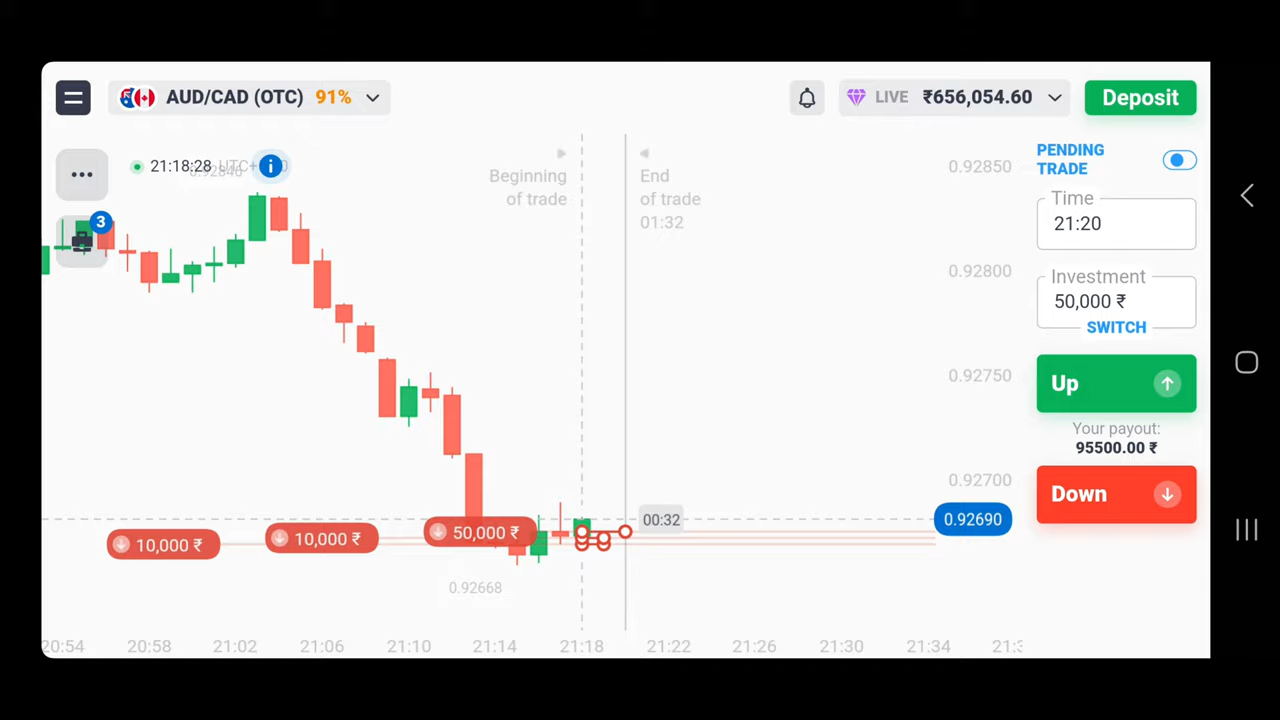 AUD/CAD (OTC) 91%
LIVE ₹656,054.60
Deposit
21:18:28 UTC+
i
3
0.92846
Beginning
of trade
End
of trade
01:32
0.92850
0.92800
0.92750
0.92700
0.92690
PENDING
TRADE
Time
21:20
Investment
50,000 ₹
SWITCH
Up
Your payout:
95500.00 ₹
Down
00:32
10,000 ₹
10,000 ₹
50,000 ₹
0.92668
20:54 20:58 21:02 21:06 21:10 21:14 21:18 21:22 21:26 21:30 21:34